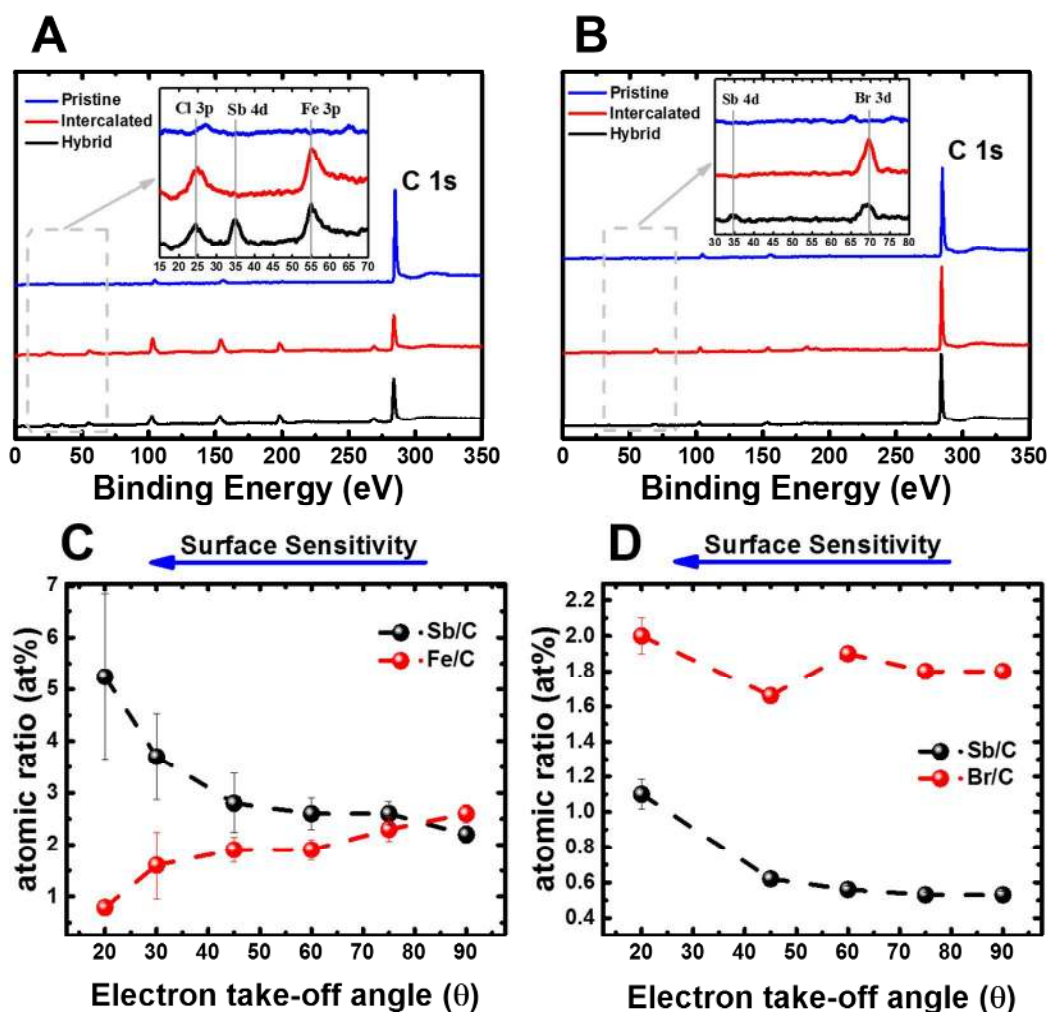 A
Pristine
Intercalated
Hybrid
Cl 3p Sb 4d Fe 3p
15 20 25 30 35 40 45 50 55 60 65 70
C 1s
0 50 100 150 200 250 300 350
Binding Energy (eV)
B
Pristine
Intercalated
Hybrid
Sb 4d Br 3d
30 35 40 45 50 55 60 65 70 75 80
C 1s
0 50 100 150 200 250 300 350
Binding Energy (eV)
C
Surface Sensitivity
Sb/C
Fe/C
7
6
5
4
3
2
1
atomic ratio (at%)
20 30 40 50 60 70 80 90
Electron take-off angle (θ)
D
Surface Sensitivity
Sb/C
Br/C
2.2
2.0
1.8
1.6
1.4
1.2
1.0
0.8
0.6
0.4
atomic ratio (at%)
20 30 40 50 60 70 80 90
Electron take-off angle (θ)